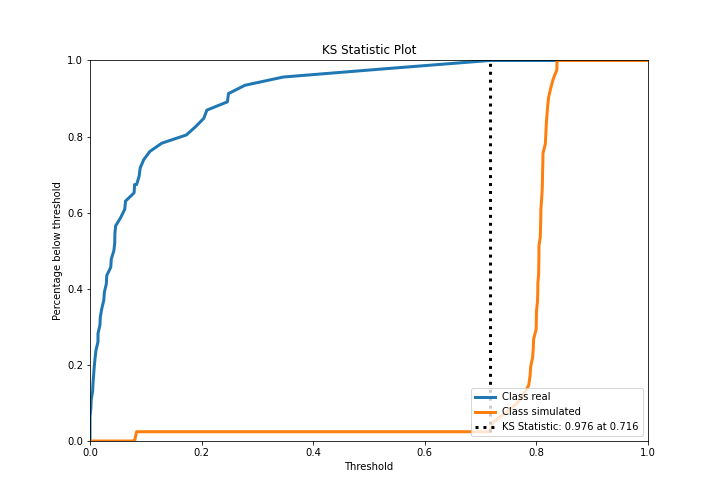 KS Statistic Plot
1.0
0.8
0.6
0.4
0.2
0.0
Percentage below threshold
Class real
Class simulated
KS Statistic: 0.976 at 0.716
0.0 0.2 0.4 0.6 0.8 1.0
Threshold